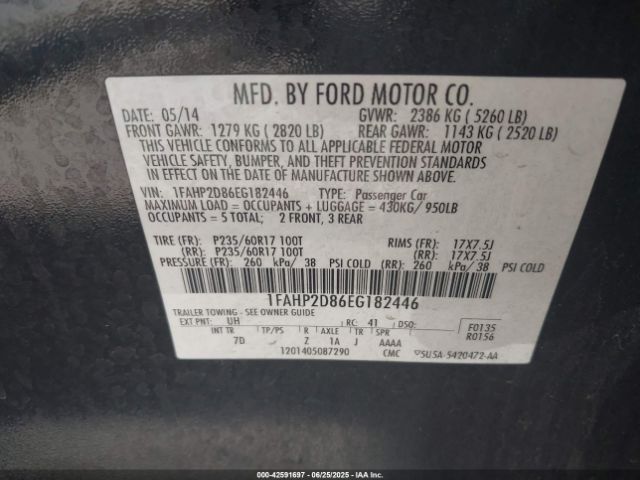 MFD. BY FORD MOTOR CO.
DATE: 05/14 GVWR: 2386 KG ( 5260 LB)
FRONT GAWR: 1279 KG ( 2820 LB) REAR GAWR: 1143 KG ( 2520 LB)
THIS VEHICLE CONFORMS TO ALL APPLICABLE FEDERAL MOTOR
VEHICLE SAFETY, BUMPER, AND THEFT PREVENTION STANDARDS
IN EFFECT ON THE DATE OF MANUFACTURE SHOWN ABOVE.
VIN: 1FAHP2D86EG182446 TYPE: Passenger Car
MAXIMUM LOAD = OCCUPANTS + LUGGAGE = 430KG/ 950LB
OCCUPANTS = 5 TOTAL; 2 FRONT, 3 REAR
TIRE (FR): P235/60R17 100T RIMS (FR): 17X7.5J
(RR): P235/60R17 100T (RR): 17X7.5J
PRESSURE (FR): 260 kPa/ 38 PSI COLD (RR): 260 kPa/ 38 PSI COLD
1FAHP2D86EG182446
TRAILER TOWING - SEE OWNER GUIDE
EXT PNT: UH RC: 41 DSO: F0135
INT TR TP/PS R AXLE TR SPR R0156
7D Z 1A J AAAA
1201405087290 CMC 5U5A-5420472-AA
000-42591697 06/25/2025 IAAI.COM